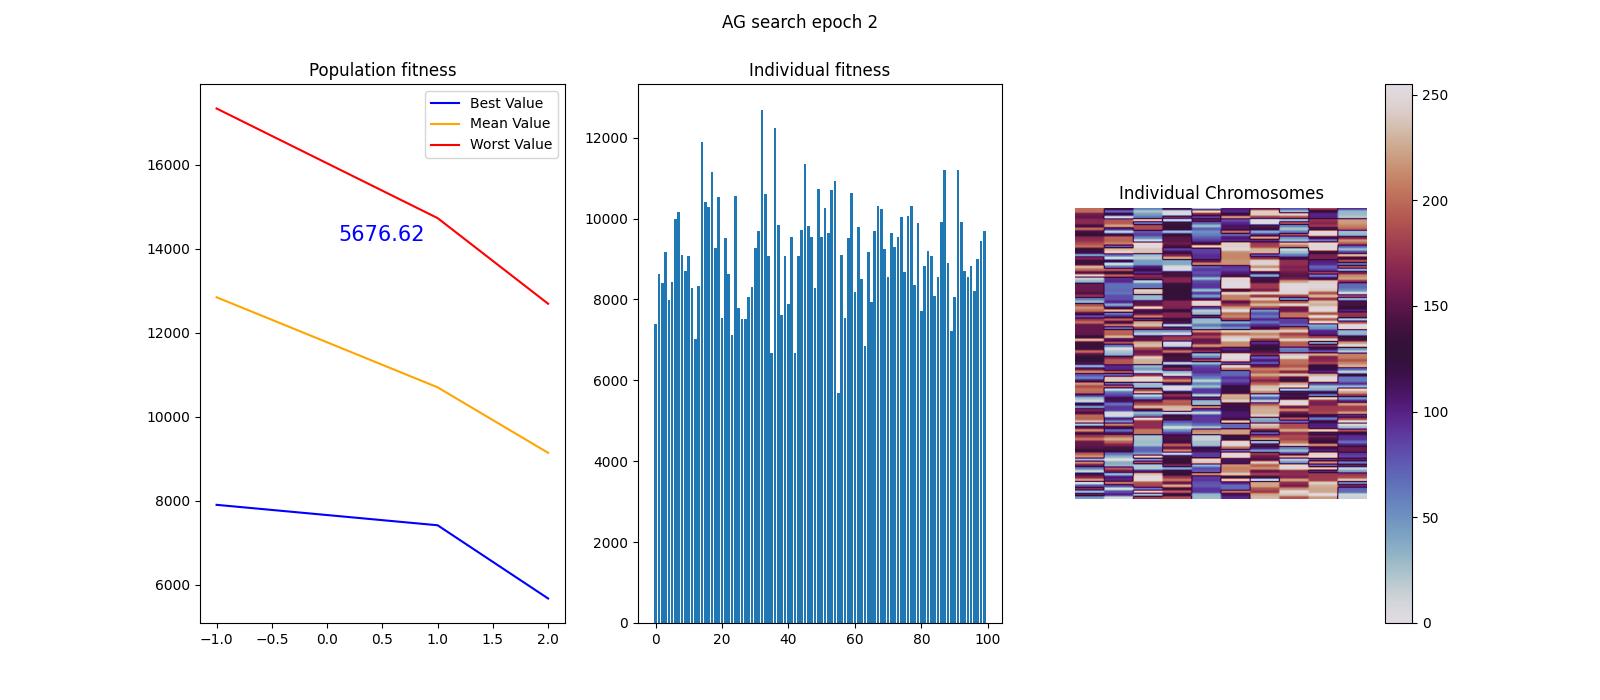 AG search epoch 2
Population fitness
Best Value
Mean Value
Worst Value
5676.62
16000
14000
12000
10000
8000
6000
−1.0 −0.5 0.0 0.5 1.0 1.5 2.0
Individual fitness
12000
10000
8000
6000
4000
2000
0
0 20 40 60 80 100
Individual Chromosomes
250
200
150
100
50
0